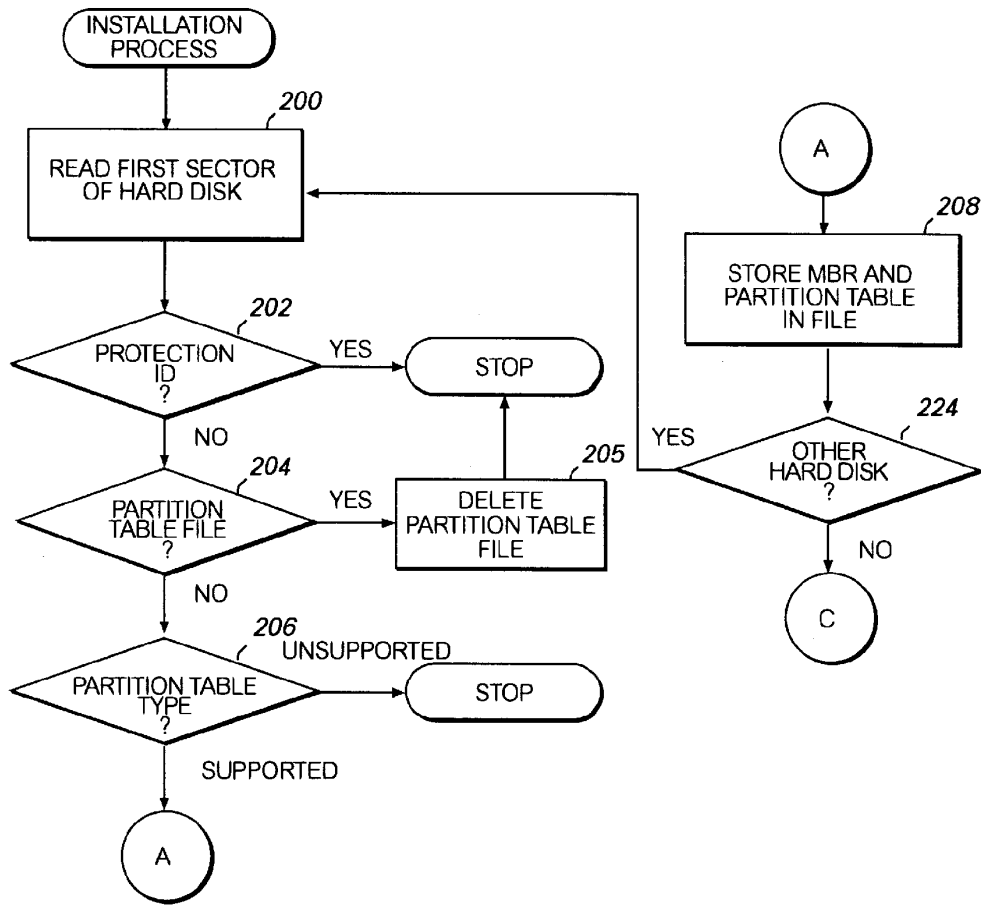 INSTALLATION
PROCESS
200
READ FIRST SECTOR
OF HARD DISK
202
PROTECTION
ID
?
YES
STOP
NO
204
PARTITION
TABLE FILE
?
YES
205
DELETE
PARTITION TABLE
FILE
NO
206
UNSUPPORTED
PARTITION TABLE
TYPE
?
STOP
SUPPORTED
A
A
208
STORE MBR AND
PARTITION TABLE
IN FILE
224
YES
OTHER
HARD DISK
?
NO
C